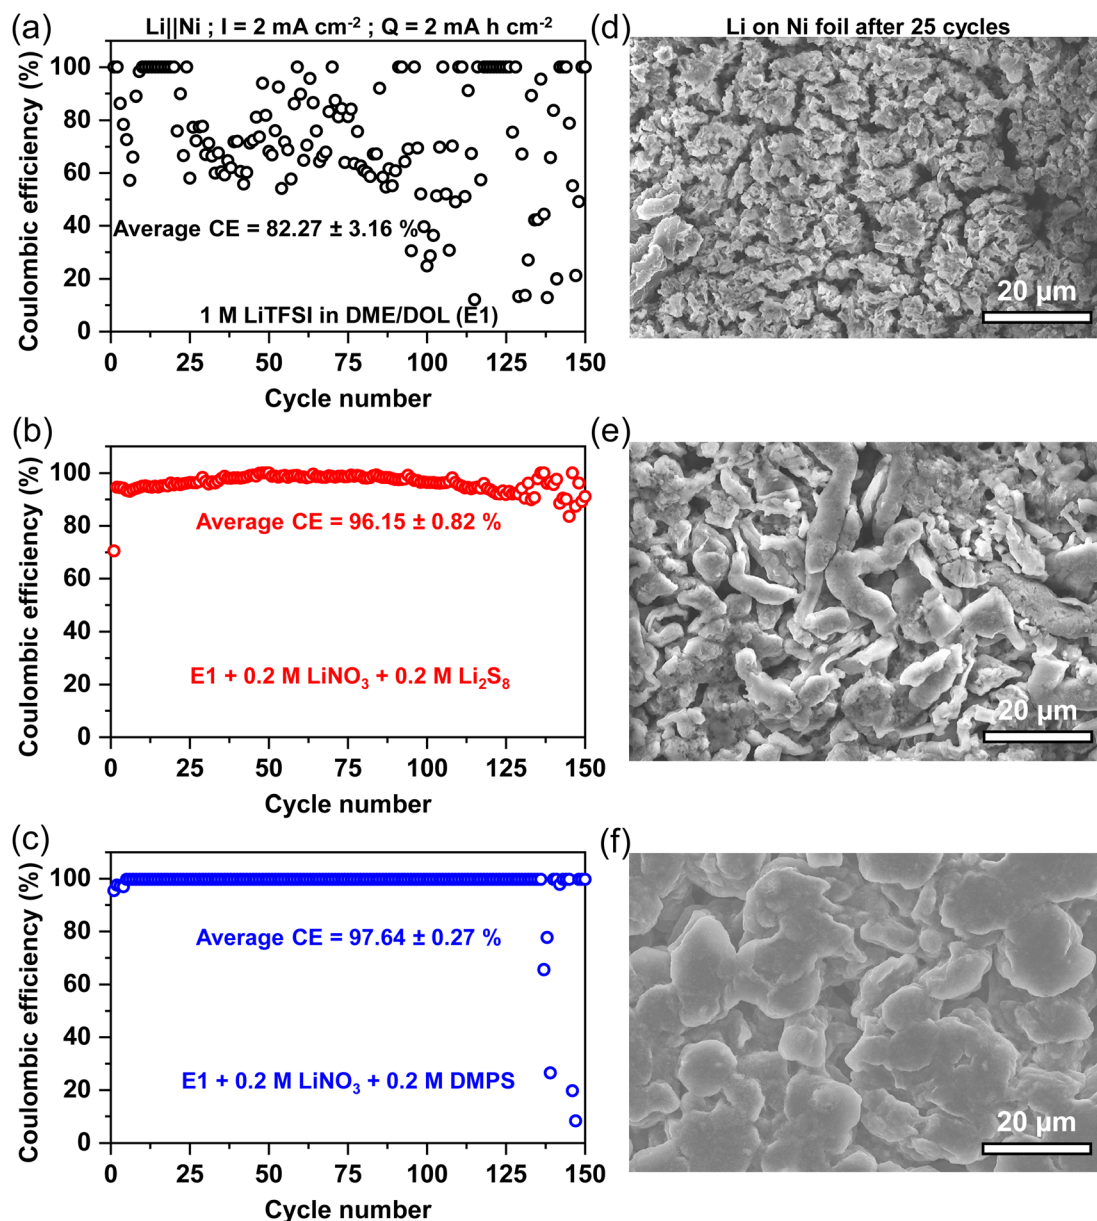 (a)
Li||Ni ; I = 2 mA cm⁻² ; Q = 2 mA h cm⁻²
Coulombic efficiency (%)
100
80
60
40
20
0
Average CE = 82.27 ± 3.16 %
1 M LiTFSI in DME/DOL (E1)
0 25 50 75 100 125 150
Cycle number
(d)
Li on Ni foil after 25 cycles
20 µm
(b)
Coulombic efficiency (%)
100
80
60
40
20
0
Average CE = 96.15 ± 0.82 %
E1 + 0.2 M LiNO₃ + 0.2 M Li₂S₈
0 25 50 75 100 125 150
Cycle number
(e)
20 µm
(c)
Coulombic efficiency (%)
100
80
60
40
20
0
Average CE = 97.64 ± 0.27 %
E1 + 0.2 M LiNO₃ + 0.2 M DMPS
0 25 50 75 100 125 150
Cycle number
(f)
20 µm